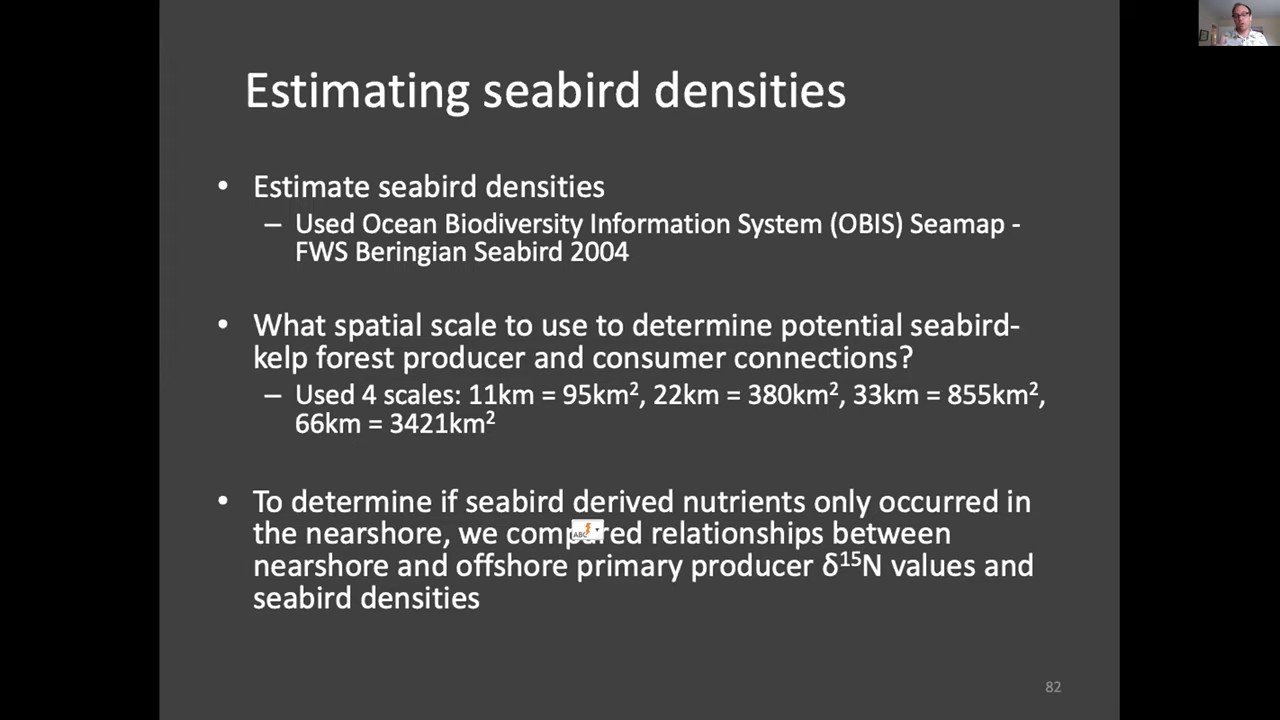 Estimating seabird densities
• Estimate seabird densities
– Used Ocean Biodiversity Information System (OBIS) Seamap -
FWS Beringian Seabird 2004
• What spatial scale to use to determine potential seabird-
kelp forest producer and consumer connections?
– Used 4 scales: 11km = 95km², 22km = 380km², 33km = 855km²,
66km = 3421km²
• To determine if seabird derived nutrients only occurred in
the nearshore, we compared relationships between
nearshore and offshore primary producer δ¹⁵N values and
seabird densities
ABC
82